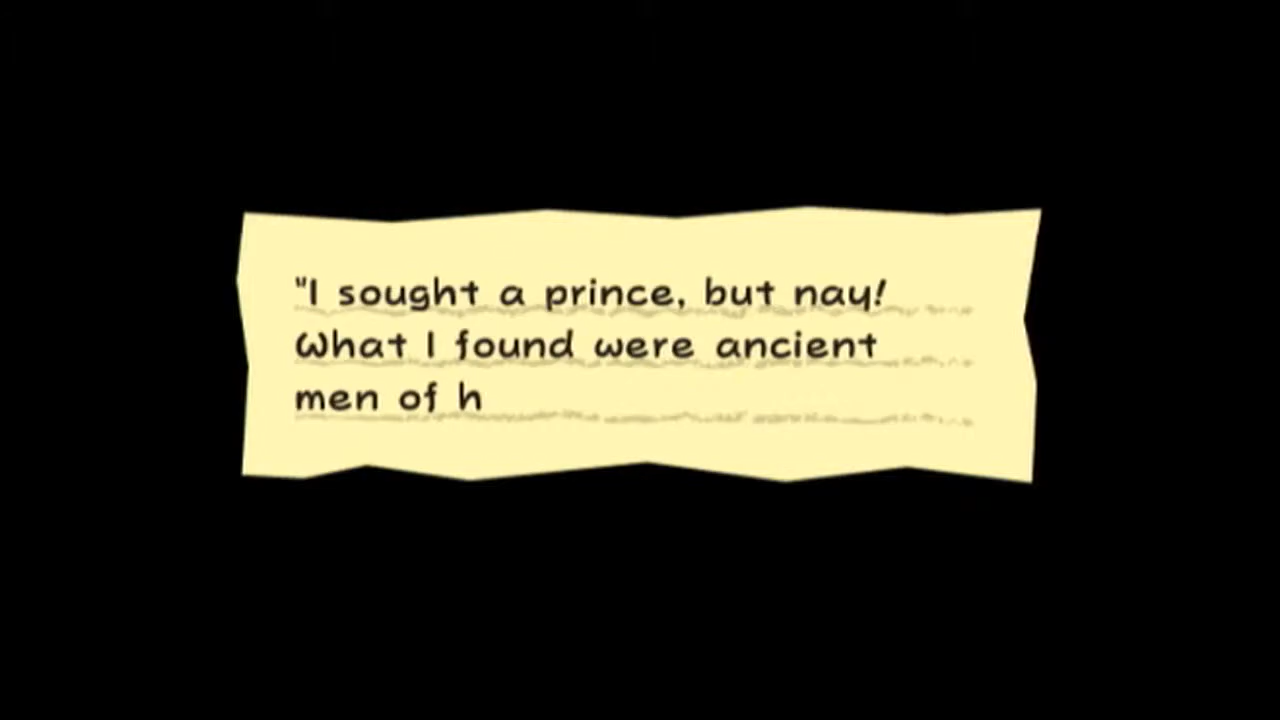 "I sought a prince, but nay!
What I found were ancient
men of h